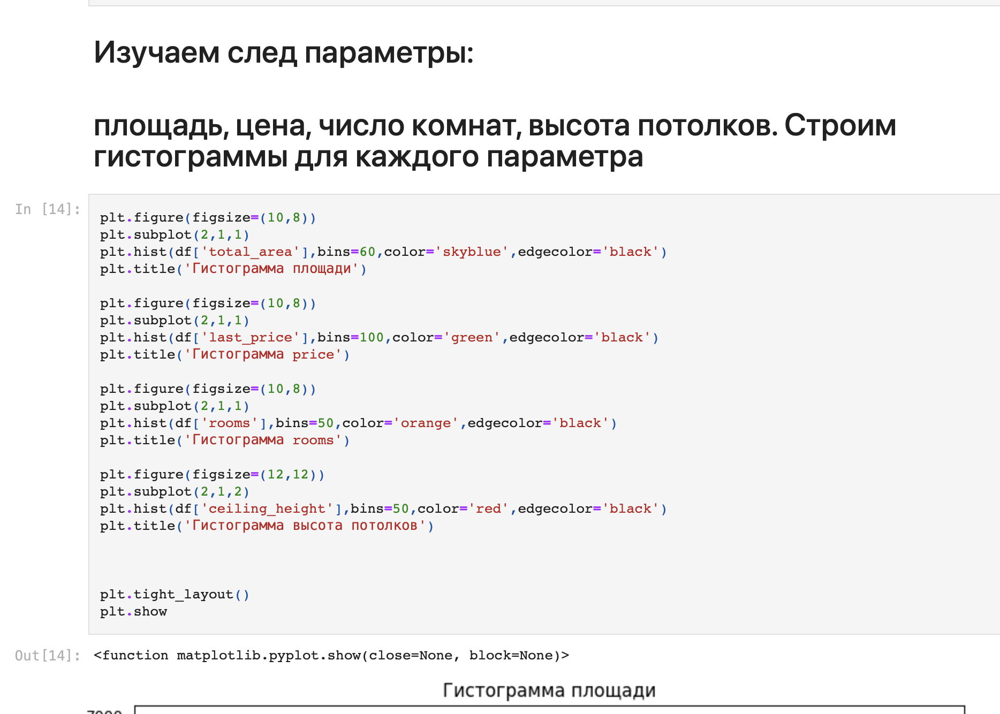 Изучаем след параметры:
площадь, цена, число комнат, высота потолков. Строим
гистограммы для каждого параметра
In [14]:
plt.figure(figsize=(10,8))
plt.subplot(2,1,1)
plt.hist(df['total_area'],bins=60,color='skyblue',edgecolor='black')
plt.title('Гистограмма площади')
plt.figure(figsize=(10,8))
plt.subplot(2,1,1)
plt.hist(df['last_price'],bins=100,color='green',edgecolor='black')
plt.title('Гистограмма price')
plt.figure(figsize=(10,8))
plt.subplot(2,1,1)
plt.hist(df['rooms'],bins=50,color='orange',edgecolor='black')
plt.title('Гистограмма rooms')
plt.figure(figsize=(12,12))
plt.subplot(2,1,2)
plt.hist(df['ceiling_height'],bins=50,color='red',edgecolor='black')
plt.title('Гистограмма высота потолков')
plt.tight_layout()
plt.show
Out[14]: <function matplotlib.pyplot.show(close=None, block=None)>
Гистограмма площади